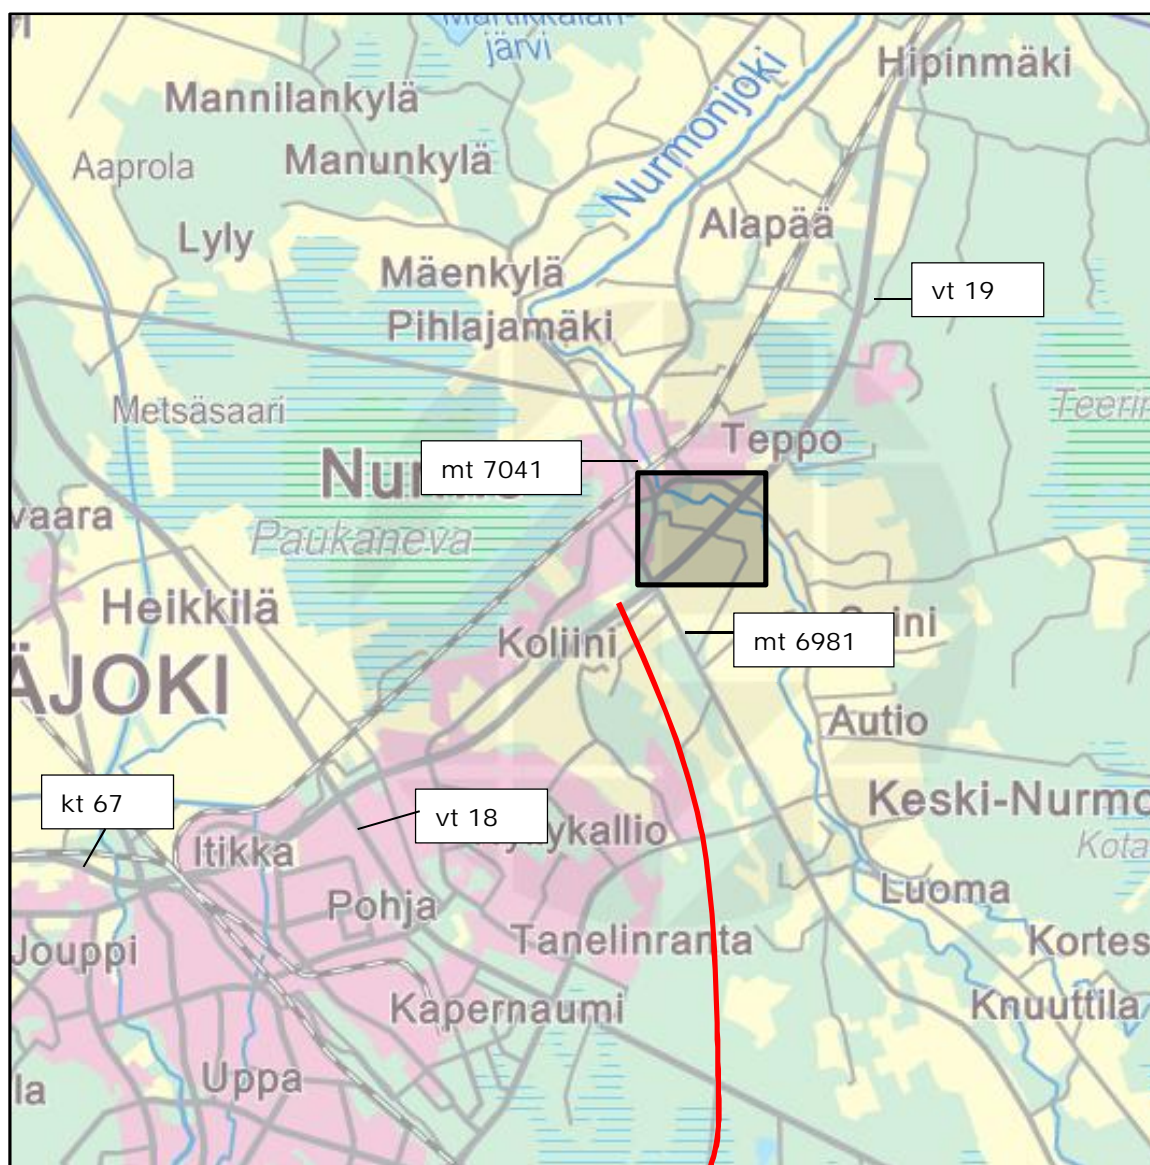 Hipinmäki
järvi
Mannilankylä
Nurmonjoki
Aaprola
Manunkylä
Alapää
Lyly
Mäenkylä
vt 19
Pihlajamäki
Metsäsaari
Teerin
Teppo
mt 7041
vaara
Paukaneva
Heikkilä
Koliini
mt 6981
ini
ÄJOKI
Autio
kt 67
vt 18
Keski-Nurmo
ykallio
Itikka
Kota
Luoma
Pohja
Jouppi
Tanelinranta
Kortes
Kapernaumi
Knuuttila
Uppa
la